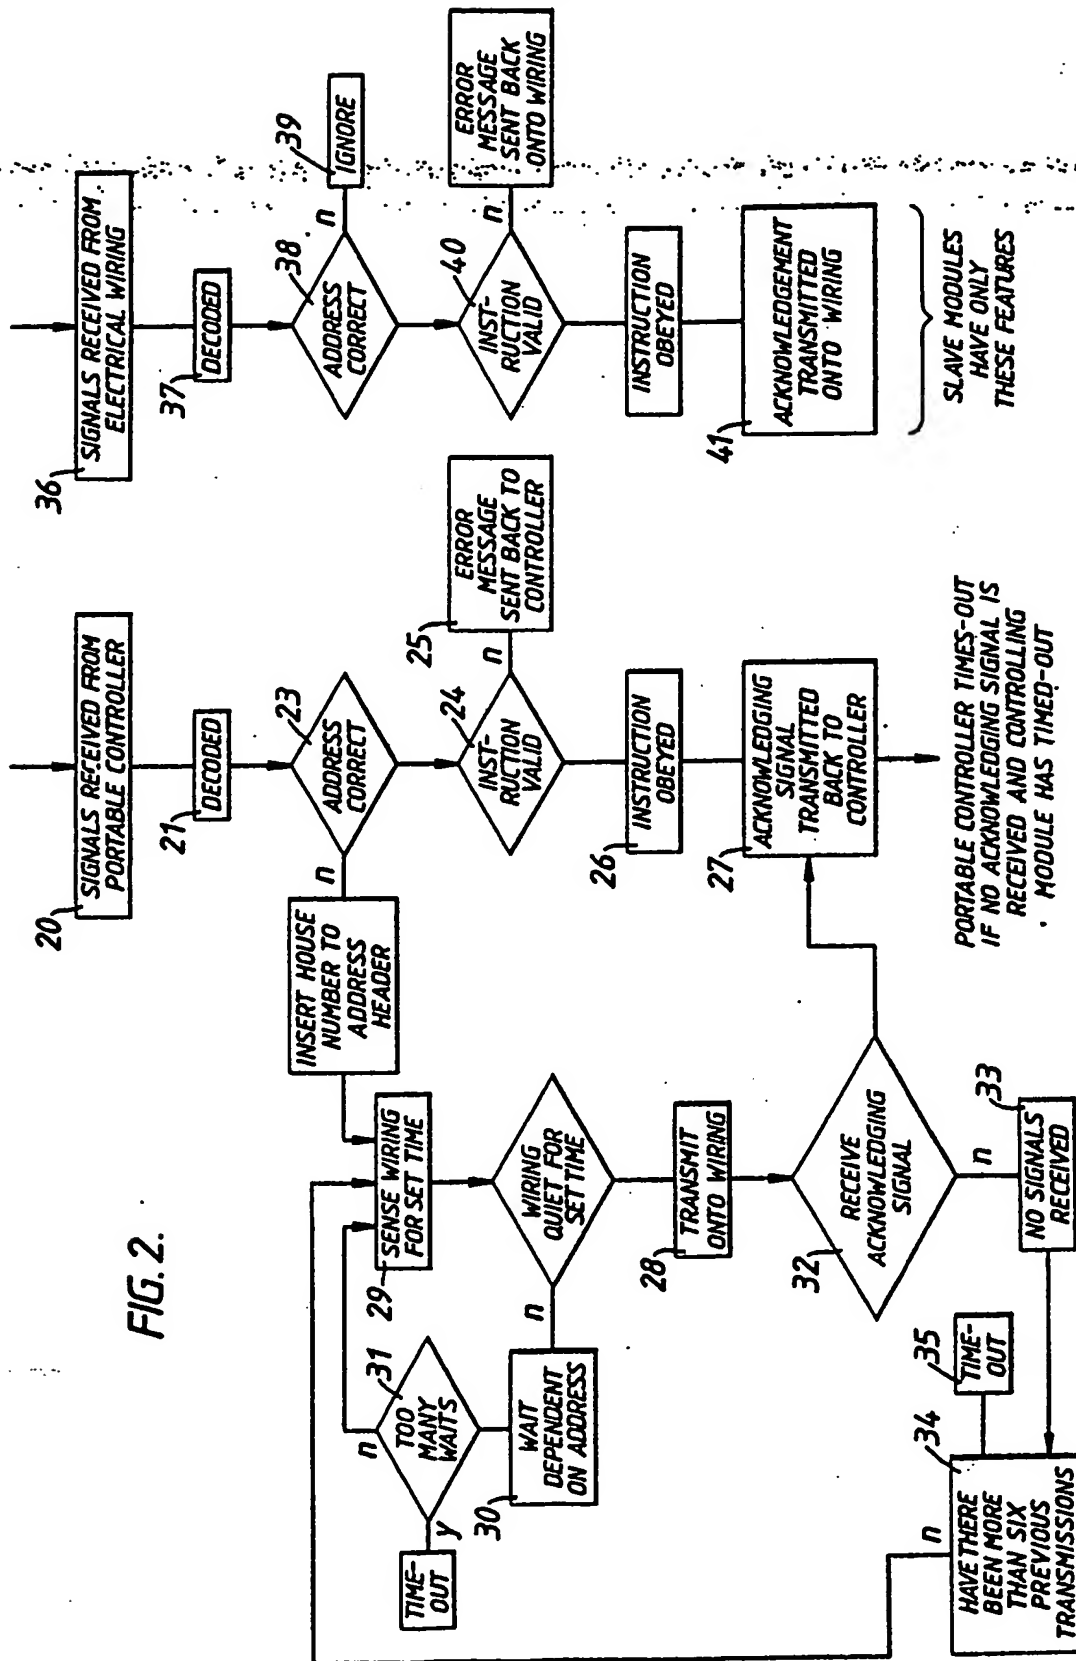 FIG. 2.
20
SIGNALS RECEIVED FROM
PORTABLE CONTROLLER
21
DECODED
23
ADDRESS
CORRECT
n
INSERT HOUSE
NUMBER TO
ADDRESS
HEADER
24
INST-
RUCTION
VALID
n
25
ERROR
MESSAGE
SENT BACK TO
CONTROLLER
26
INSTRUCTION
OBEYED
27
ACKNOWLEDGING
SIGNAL
TRANSMITTED
BACK TO
CONTROLLER
PORTABLE CONTROLLER TIMES-OUT
IF NO ACKNOWLEDGING SIGNAL IS
RECEIVED AND CONTROLLING
MODULE HAS TIMED-OUT
29
SENSE WIRING
FOR SET TIME
WIRING
QUIET FOR
SET TIME
n
30
WAIT
DEPENDENT
ON ADDRESS
31
TOO
MANY
WAITS
n
y
TIME-
OUT
28
TRANSMIT
ONTO WIRING
32
RECEIVE
ACKNOWLEDGING
SIGNAL
n
33
NO SIGNALS
RECEIVED
34
HAVE THERE
BEEN MORE
THAN SIX
PREVIOUS
TRANSMISSIONS
n
35
TIME-
OUT
36
SIGNALS RECEIVED FROM
ELECTRICAL WIRING
37
DECODED
38
ADDRESS
CORRECT
n
39
IGNORE
40
INST-
RUCTION
VALID
n
ERROR
MESSAGE
SENT BACK
ONTO WIRING
INSTRUCTION
OBEYED
41
ACKNOWLEDGEMENT
TRANSMITTED
ONTO WIRING
SLAVE MODULES
HAVE ONLY
THESE FEATURES